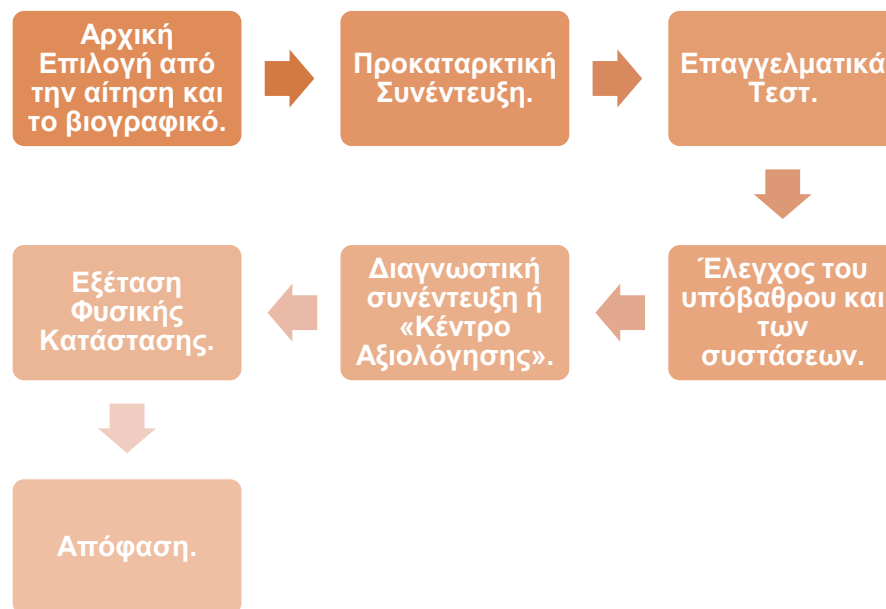 Αρχική
Επιλογή από
την αίτηση και
το βιογραφικό.
Προκαταρκτική
Συνέντευξη.
Επαγγελματικά
Τεστ.
Έλεγχος του
υπόβαθρου και
των
συστάσεων.
Διαγνωστική
συνέντευξη ή
«Κέντρο
Αξιολόγησης».
Εξέταση
Φυσικής
Κατάστασης.
Απόφαση.